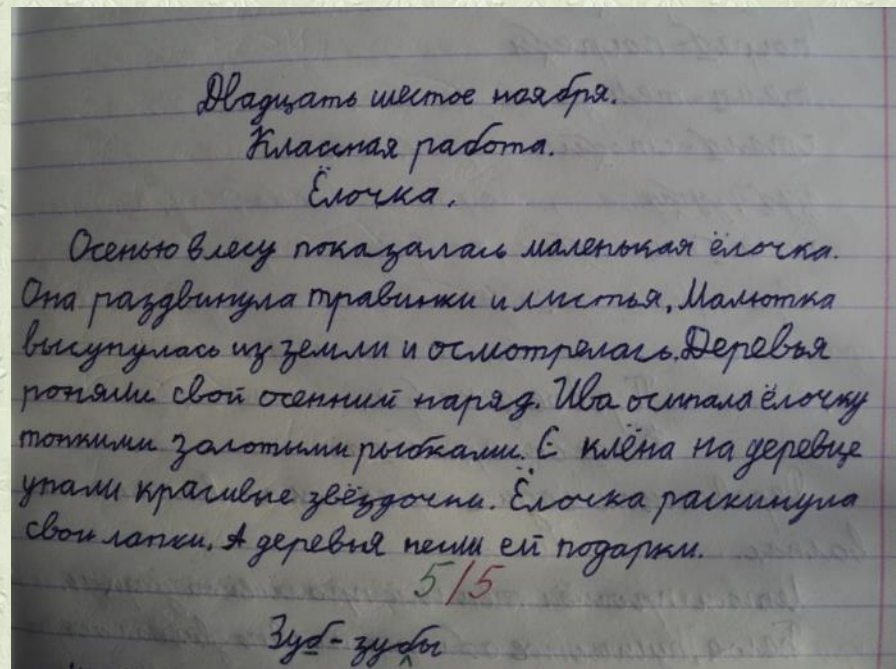 Двадцать шестое ноября.
Классная работа.
Ёлочка.
Осенью в лесу показалась маленькая ёлочка.
Она раздвинула травинки и листья. Малютка
высунулась из земли и осмотрелась. Деревья
роняли свой осенний наряд. Ива осыпала ёлочку
тонкими золотыми рыбками. С клёна на деревце
упали красивые звёздочки. Ёлочка раскинула
свои лапки. А деревья несли ей подарки.
5/5
Зуб - зубы